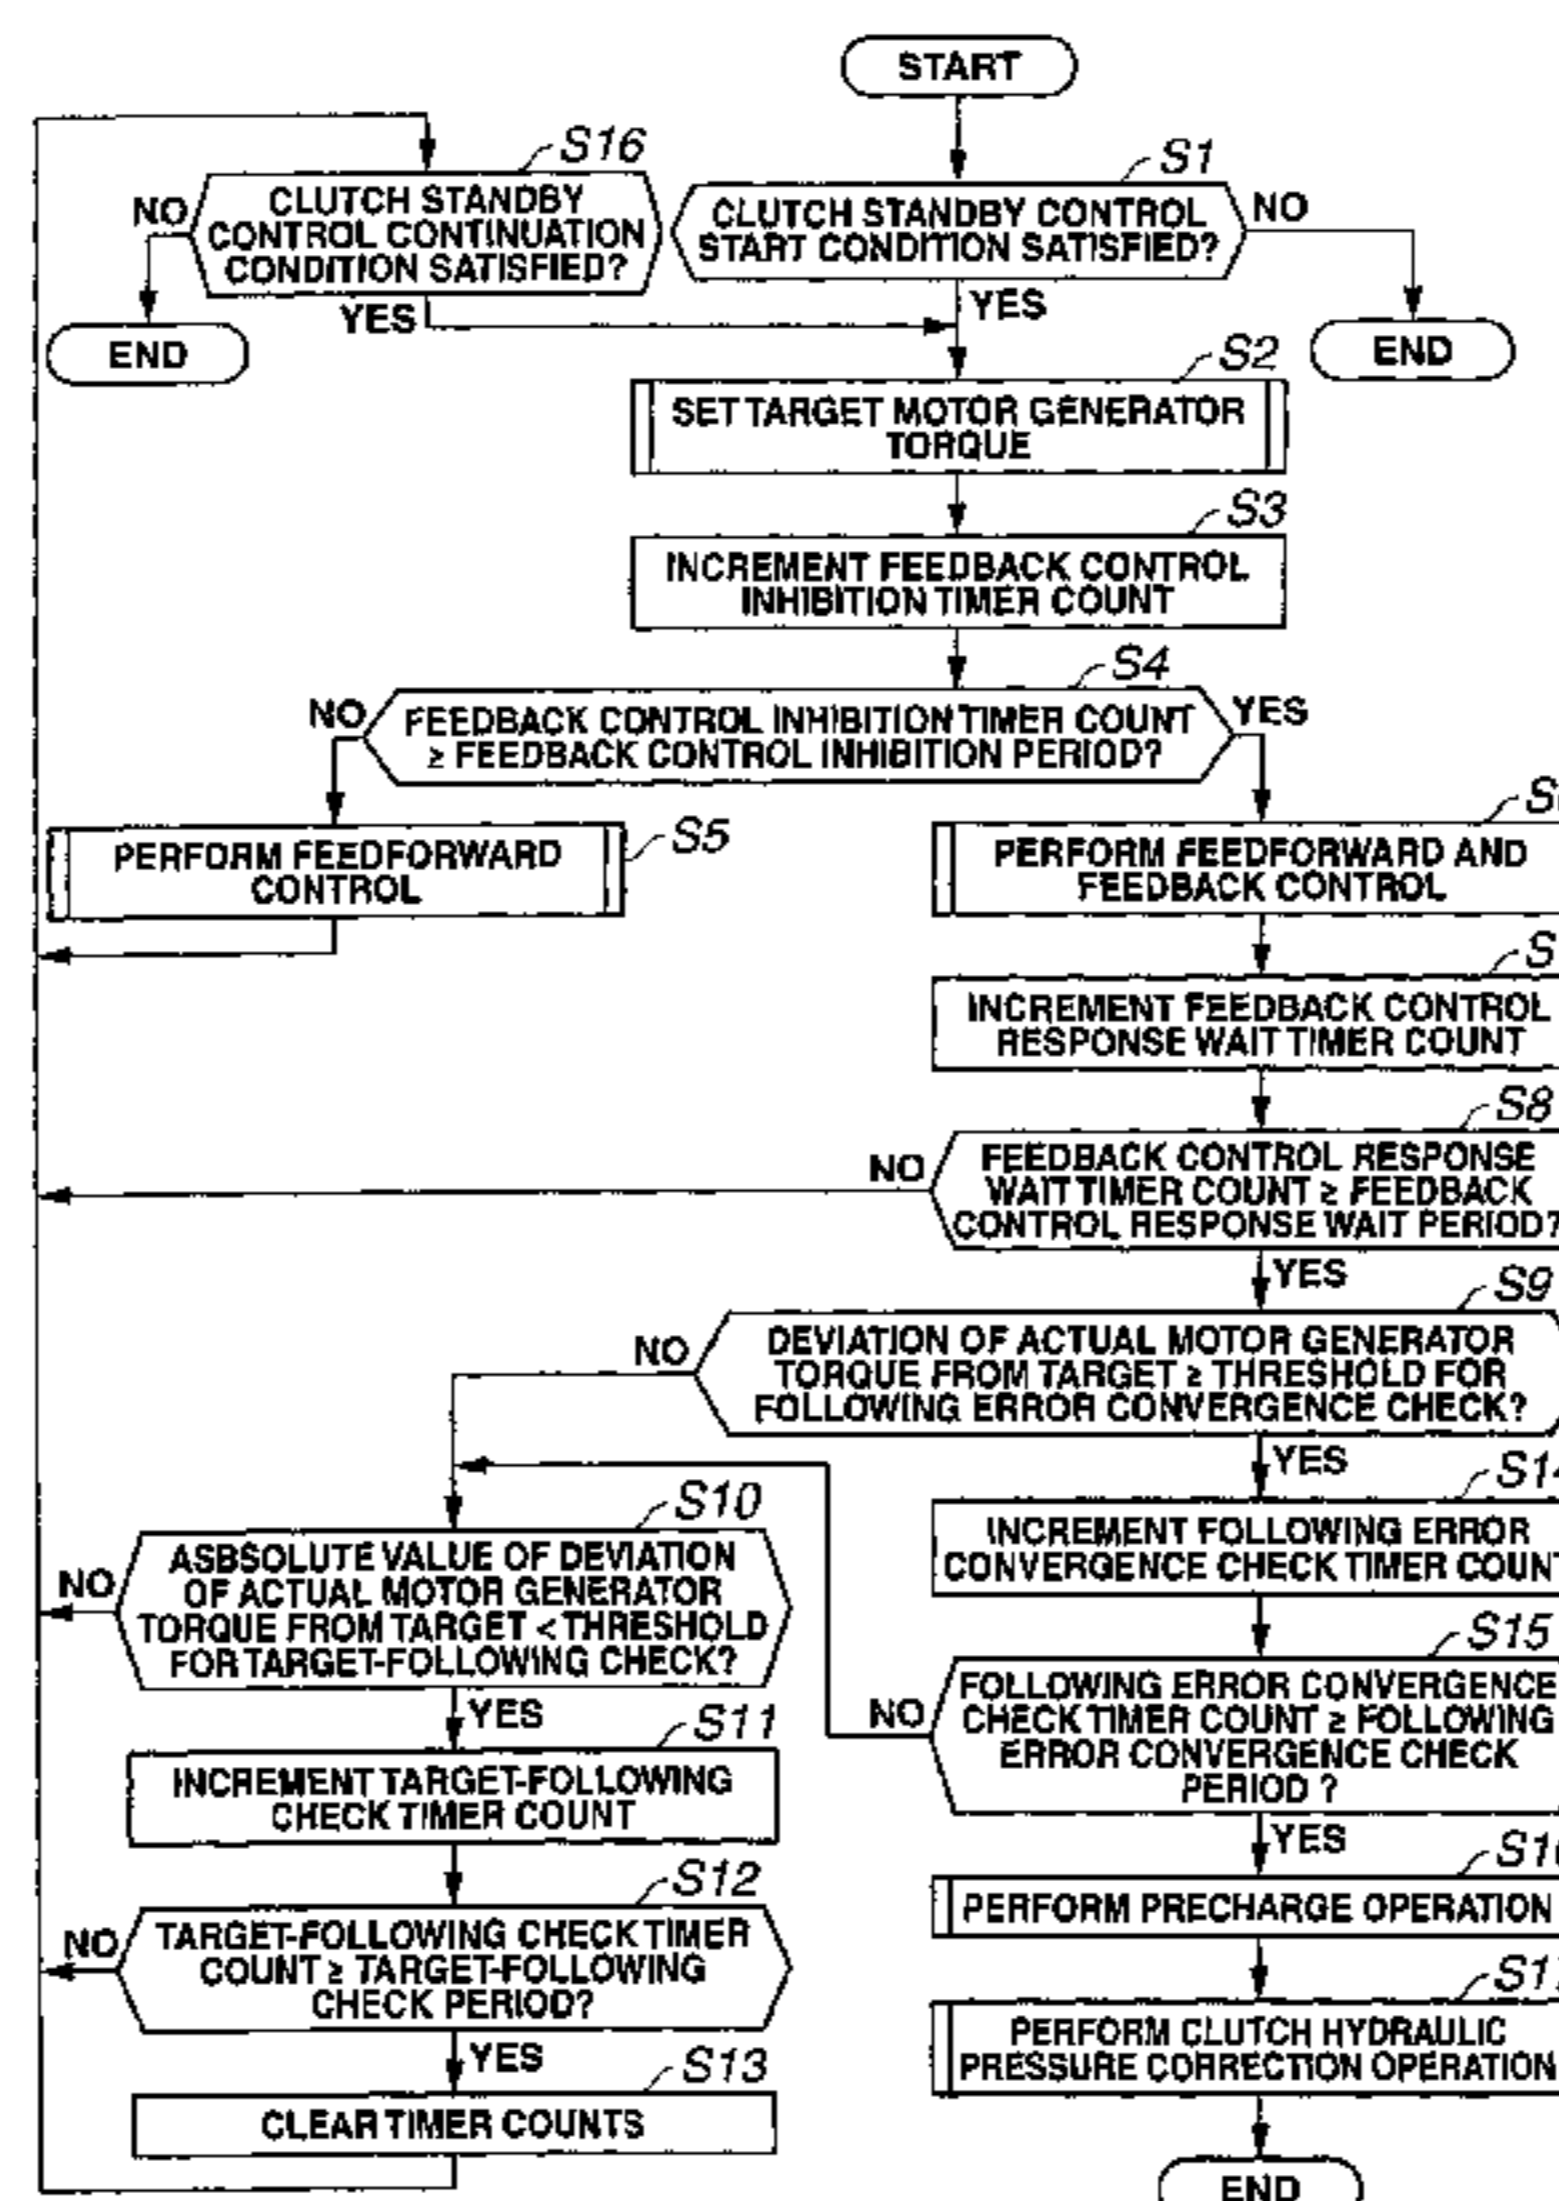 START
S16
CLUTCH STANDBY
CONTROL CONTINUATION
CONDITION SATISFIED?
NO
YES
END
S1
CLUTCH STANDBY CONTROL
START CONDITION SATISFIED?
NO
YES
END
S2
SET TARGET MOTOR GENERATOR
TORQUE
S3
INCREMENT FEEDBACK CONTROL
INHIBITION TIMER COUNT
S4
NO
FEEDBACK CONTROL INHIBITION TIMER COUNT
≥ FEEDBACK CONTROL INHIBITION PERIOD?
YES
S5
PERFORM FEEDFORWARD
CONTROL
PERFORM FEEDFORWARD AND
FEEDBACK CONTROL
INCREMENT FEEDBACK CONTROL
RESPONSE WAIT TIMER COUNT
S8
NO
FEEDBACK CONTROL RESPONSE
WAIT TIMER COUNT ≥ FEEDBACK
CONTROL RESPONSE WAIT PERIOD?
YES
S9
NO
DEVIATION OF ACTUAL MOTOR GENERATOR
TORQUE FROM TARGET ≥ THRESHOLD FOR
FOLLOWING ERROR CONVERGENCE CHECK?
YES
S10
NO
ASBSOLUTE VALUE OF DEVIATION
OF ACTUAL MOTOR GENERATOR
TORQUE FROM TARGET < THRESHOLD
FOR TARGET-FOLLOWING CHECK?
YES
S11
INCREMENT TARGET-FOLLOWING
CHECK TIMER COUNT
S12
NO
TARGET-FOLLOWING CHECK TIMER
COUNT ≥ TARGET-FOLLOWING
CHECK PERIOD?
YES
S13
CLEAR TIMER COUNTS
S14
INCREMENT FOLLOWING ERROR
CONVERGENCE CHECK TIMER COUNT
S15
NO
FOLLOWING ERROR CONVERGENCE
CHECK TIMER COUNT ≥ FOLLOWING
ERROR CONVERGENCE CHECK
PERIOD ?
YES
S16
PERFORM PRECHARGE OPERATION
S17
PERFORM CLUTCH HYDRAULIC
PRESSURE CORRECTION OPERATION
END